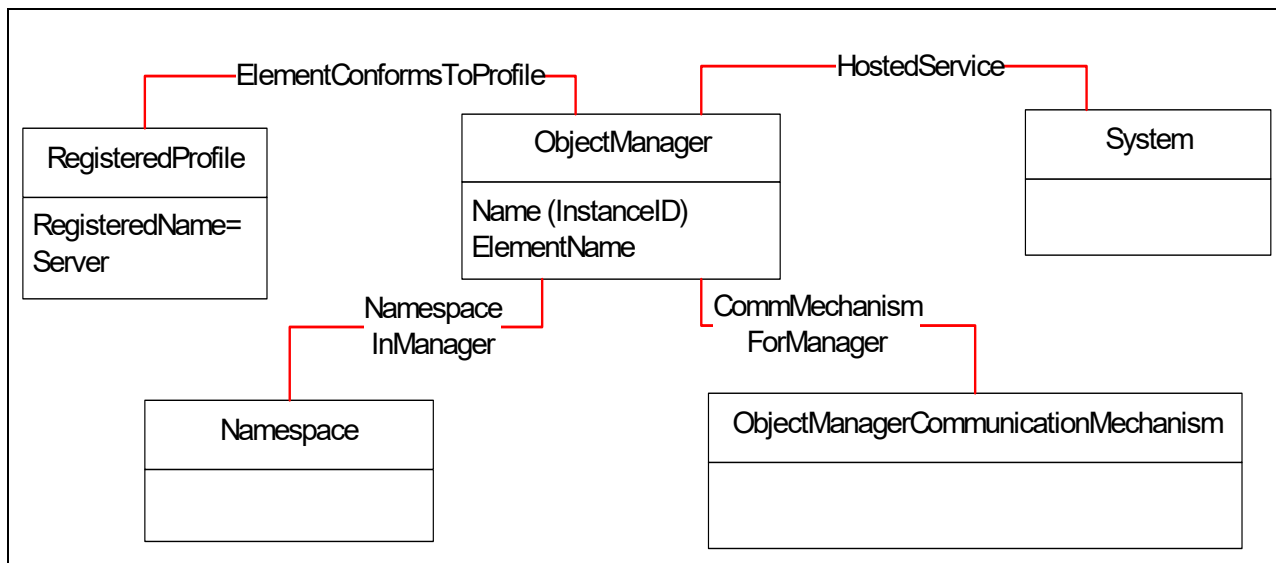 ElementConformsToProfile
HostedService
RegisteredProfile
RegisteredName=
Server
ObjectManager
Name (InstanceID)
ElementName
System
Namespace
InManager
CommMechanism
ForManager
Namespace
ObjectManagerCommunicationMechanism